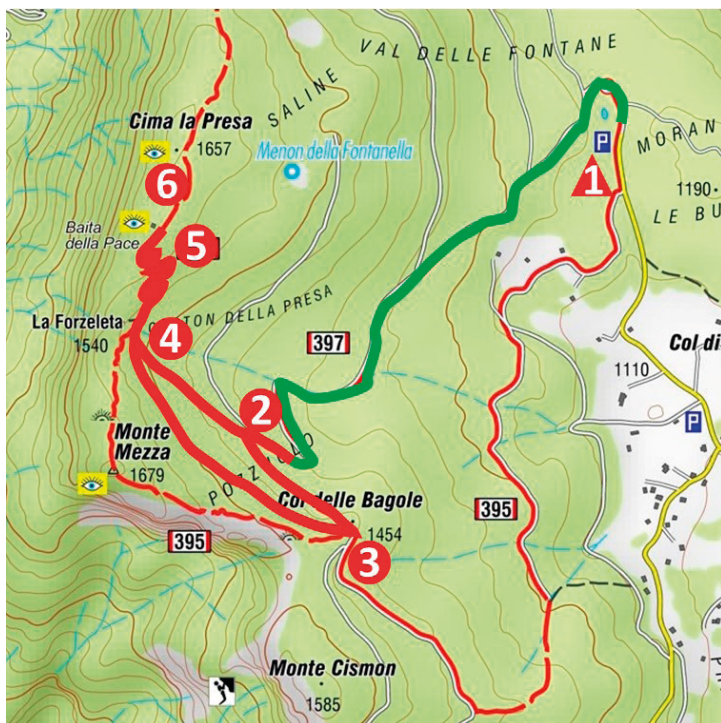 VAL DELLE FONTANE
SALINE
Cima la Presa
1657
Menon della Fontanella
P
MORAN
1
1190
LE BU
6
Baita
della Pace
5
La Forzeleta
1540
TON DELLA PRESA
4
397
Col di
1110
2
P
Monte
Mezza
1679
POZZ
Col delle Bagole
1454
395
395
3
Monte Cismon
1585